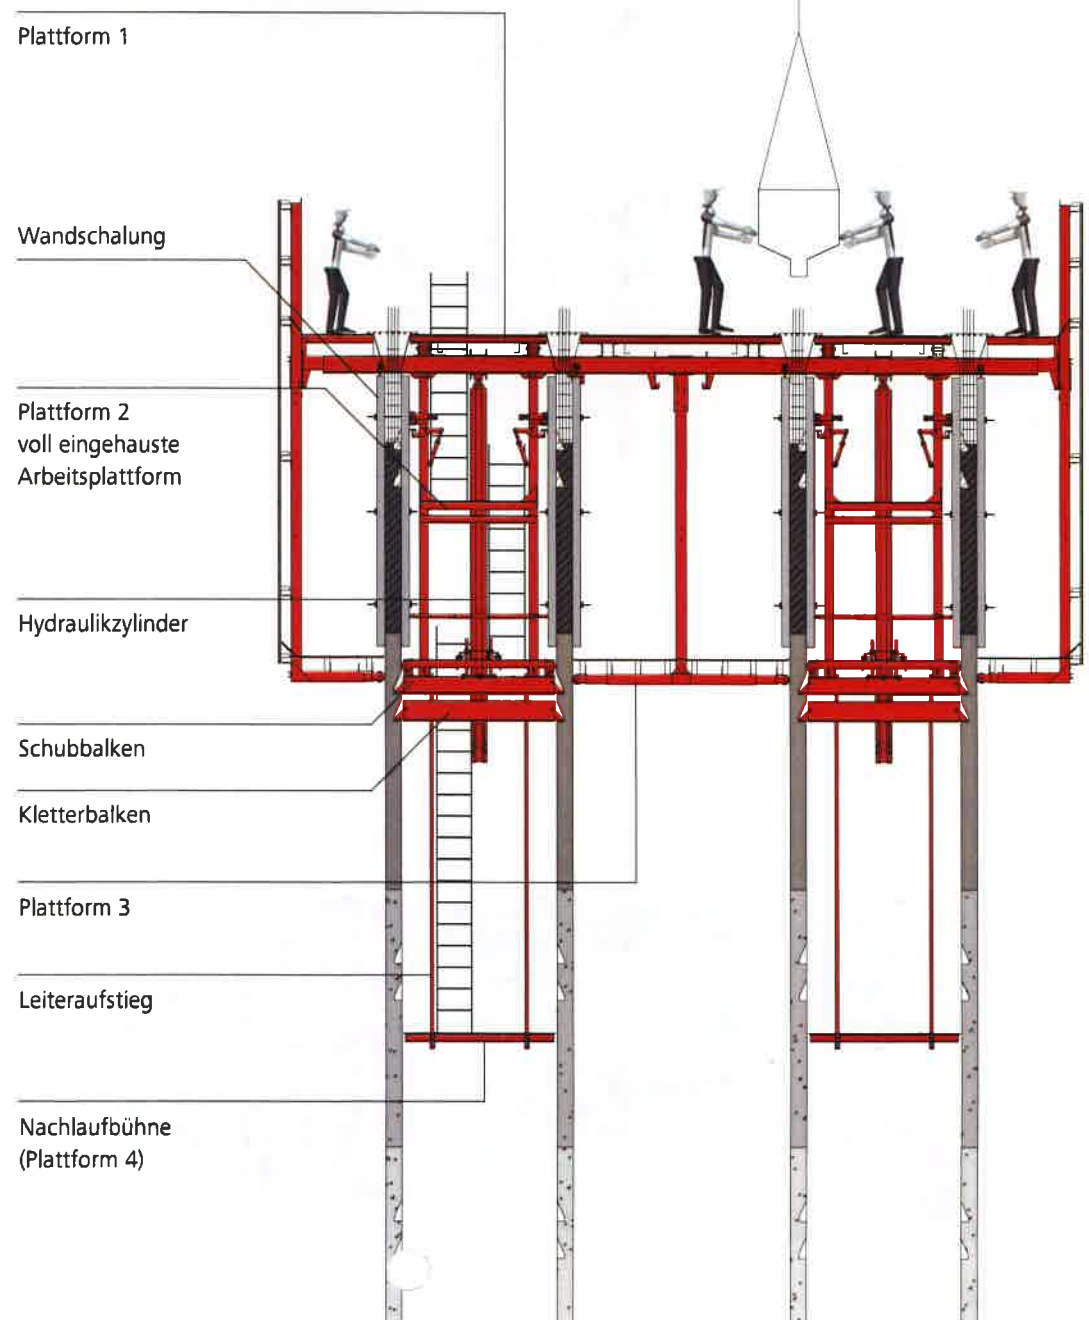 Plattform 1
Wandschalung
Plattform 2
voll eingehauste
Arbeitsplattform
Hydraulikzylinder
Schubbalken
Kletterbalken
Plattform 3
Leiteraufstieg
Nachlaufbühne
(Plattform 4)